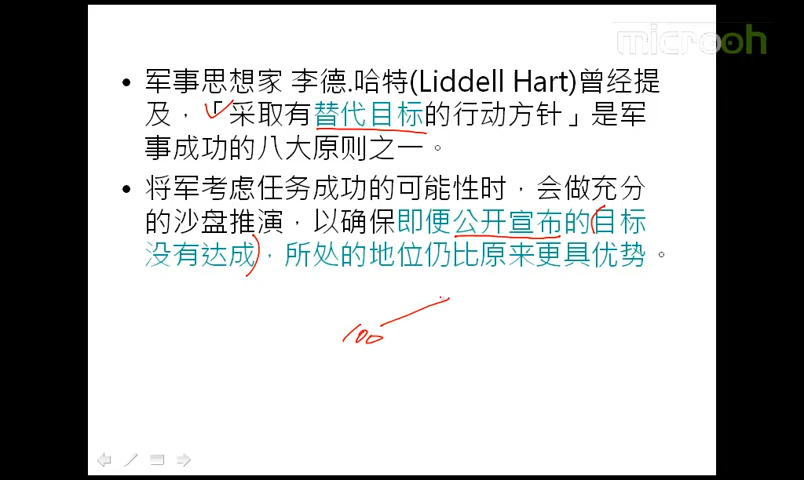 microoh
• 军事思想家 李德.哈特(Liddell Hart)曾经提
及，「采取有替代目标的行动方针」是军
事成功的八大原则之一。
• 将军考虑任务成功的可能性时，会做充分
的沙盘推演，以确保即便公开宣布的目标
没有达成，所处的地位仍比原来更具优势。
100